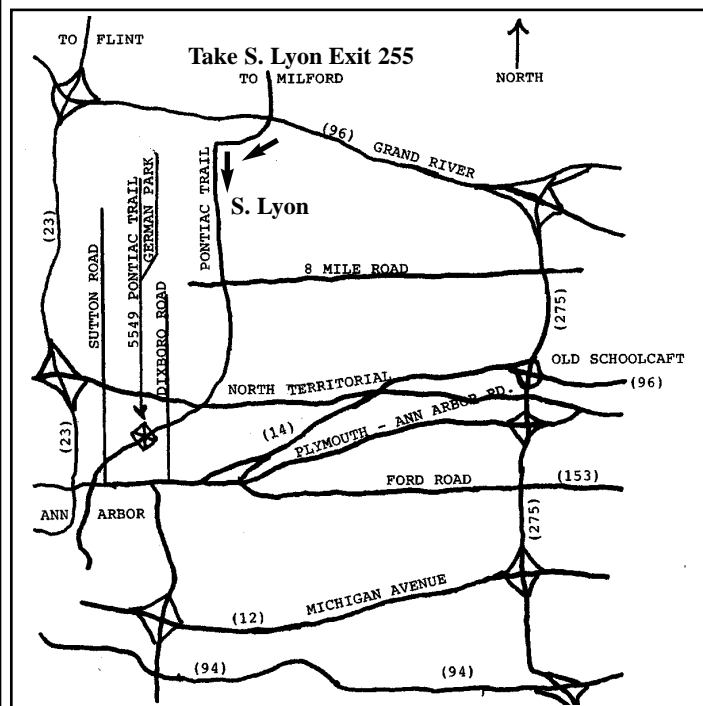 TO FLINT
Take S. Lyon Exit 255
TO MILFORD
NORTH
(96)
GRAND RIVER
PONTIAC TRAIL
S. Lyon
(23)
SUTTON ROAD
5549 PONTIAC TRAIL
GERMAN PARK
DIXBORO ROAD
8 MILE ROAD
(275)
OLD SCHOOLCAFT
(96)
NORTH TERRITORIAL
(14)
PLYMOUTH - ANN ARBOR RD.
(23)
FORD ROAD
(153)
ANN ARBOR
(275)
MICHIGAN AVENUE
(12)
(94)
(94)